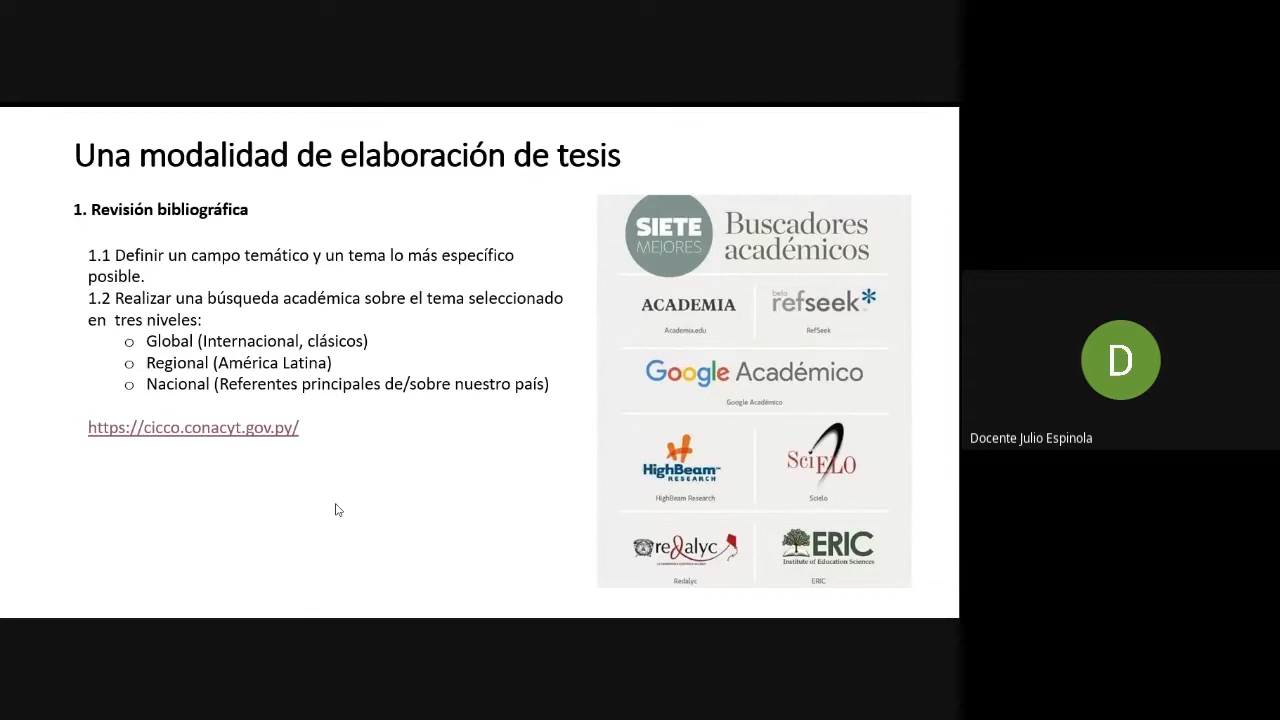 Una modalidad de elaboración de tesis
1. Revisión bibliográfica
1.1 Definir un campo temático y un tema lo más específico
posible.
1.2 Realizar una búsqueda académica sobre el tema seleccionado
en tres niveles:
o Global (Internacional, clásicos)
o Regional (América Latina)
o Nacional (Referentes principales de/sobre nuestro país)
https://cicco.conacyt.gov.py/
SIETE
MEJORES
Buscadores
académicos
ACADEMIA
Academia.edu
beta
refseek*
RefSeek
Google Académico
Google Académico
HighBeam™
RESEARCH
HighBeam Research
SciELO
Scielo
redalyc
Redalyc
ERIC
Institute of Education Sciences
ERIC
D
Docente Julio Espinola